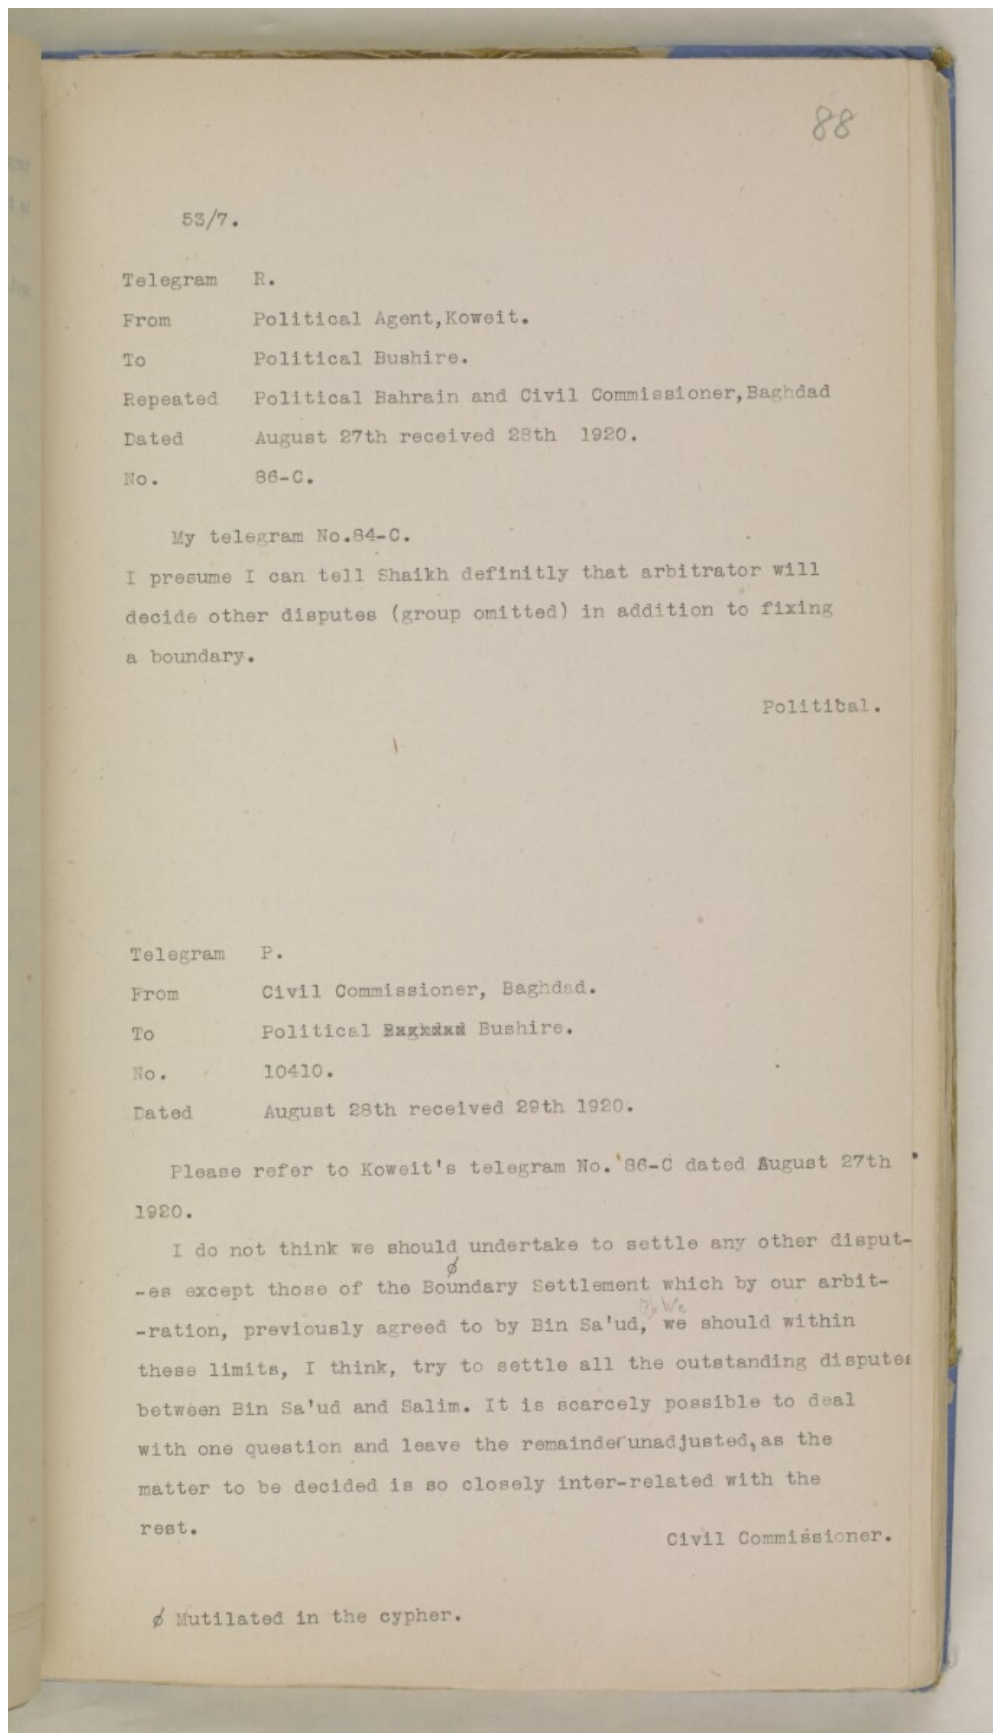 88
53/7.
Telegram R.
From Political Agent,Koweit.
To Political Bushire.
Repeated Political Bahrain and Civil Commissioner,Baghdad
Dated August 27th received 28th 1920.
No. 86-C.
My telegram No.84-C.
I presume I can tell Shaikh definitly that arbitrator will
decide other disputes (group omitted) in addition to fixing
a boundary.
Political.
Telegram P.
From Civil Commissioner, Baghdad.
To Political Baghdad Bushire.
No. 10410.
Dated August 28th received 29th 1920.
Please refer to Koweit's telegram No. 86-C dated August 27th
1920.
I do not think we should undertake to settle any other disput-
ø
-es except those of the Boundary Settlement which by our arbit-
We
-ration, previously agreed to by Bin Sa'ud, we should within
these limits, I think, try to settle all the outstanding disputes
between Bin Sa'ud and Salim. It is scarcely possible to deal
with one question and leave the remainder unadjusted,as the
matter to be decided is so closely inter-related with the
rest.
Civil Commissioner.
ø Mutilated in the cypher.